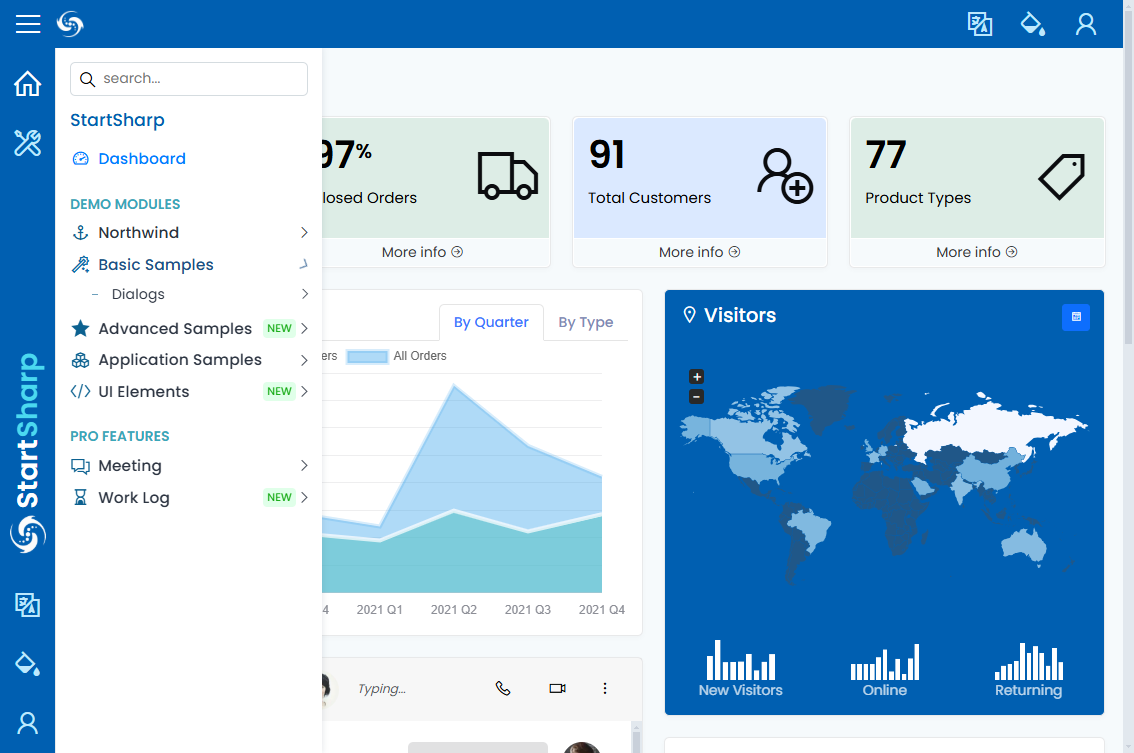 search...
StartSharp
Dashboard
DEMO MODULES
Northwind
Basic Samples
Dialogs
Advanced Samples NEW
Application Samples
UI Elements NEW
PRO FEATURES
Meeting
Work Log NEW
StartSharp
97%
losed Orders
More info
91
Total Customers
More info
77
Product Types
More info
By Quarter By Type
ers All Orders
4 2021 Q1 2021 Q2 2021 Q3 2021 Q4
Typing...
Visitors
+
−
New Visitors Online Returning